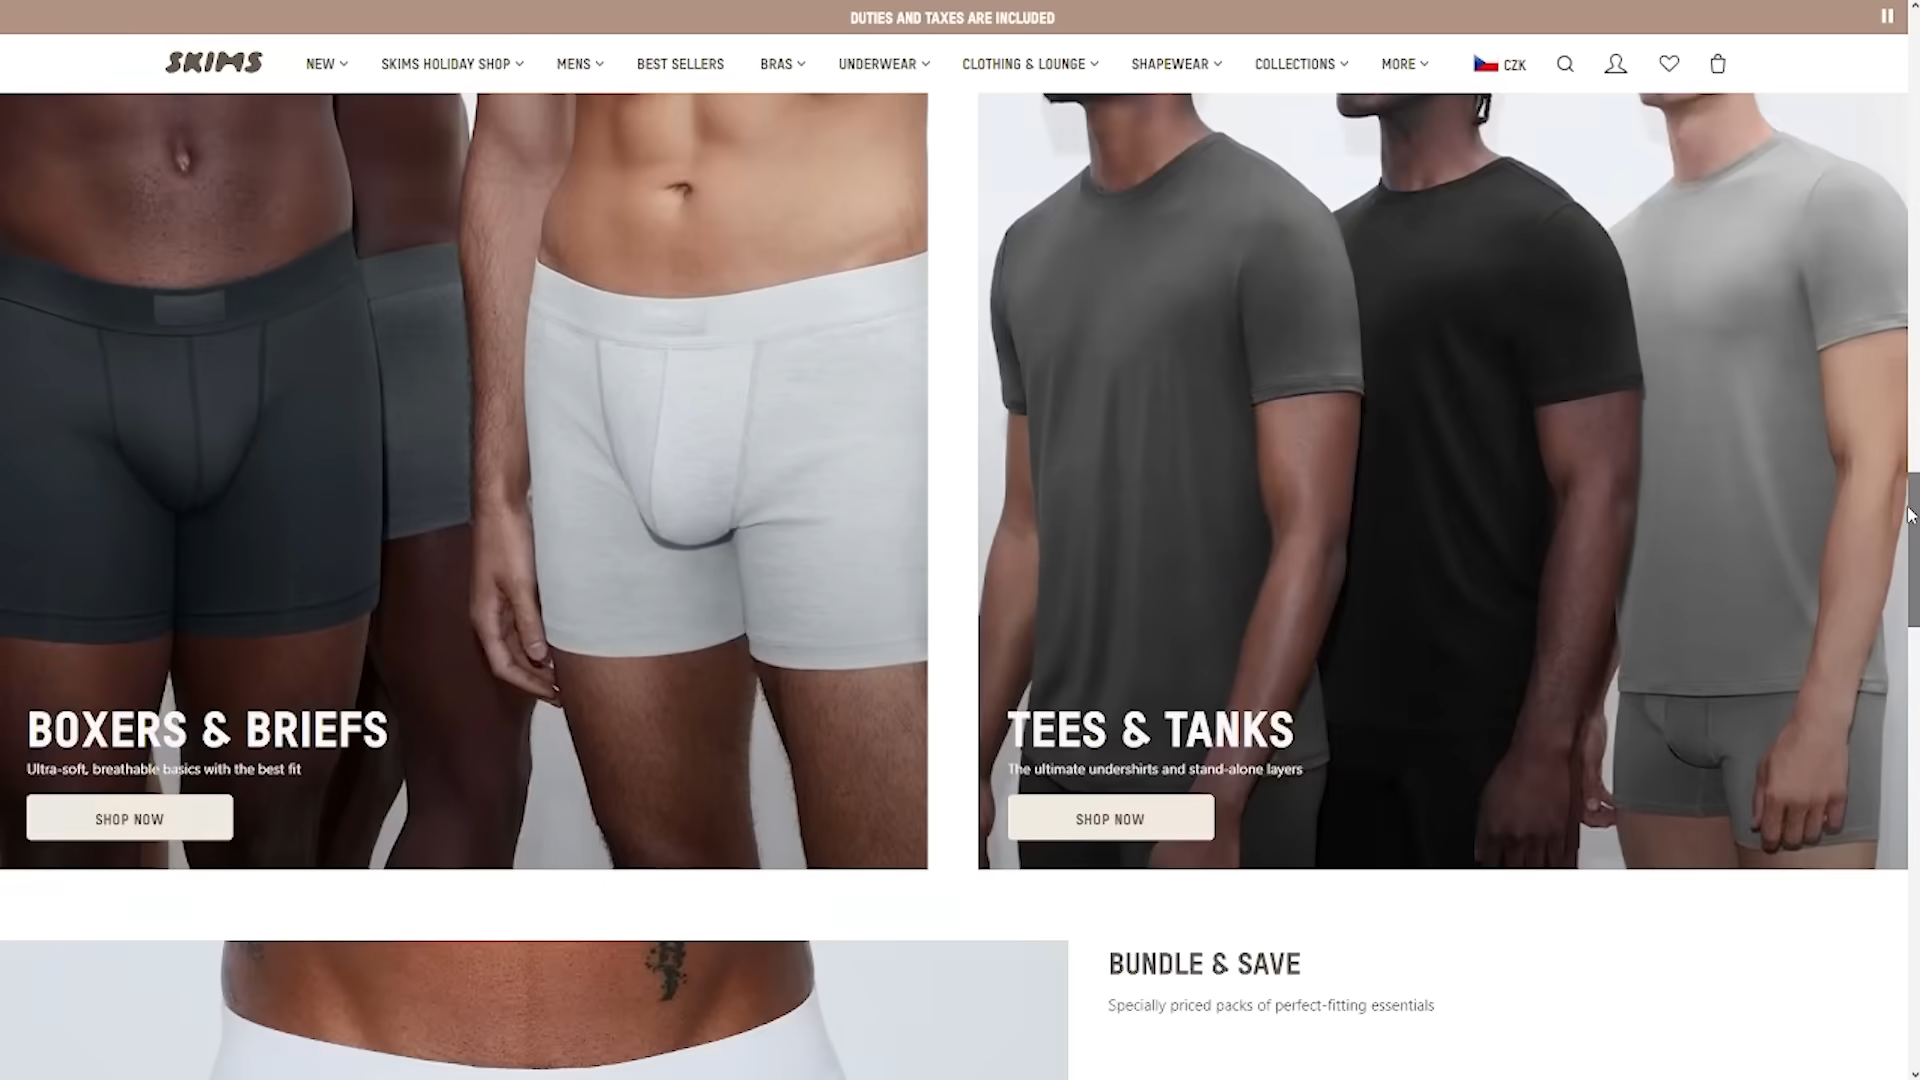 DUTIES AND TAXES ARE INCLUDED
SKIMS
NEW
SKIMS HOLIDAY SHOP
MENS
BEST SELLERS
BRAS
UNDERWEAR
CLOTHING & LOUNGE
SHAPEWEAR
COLLECTIONS
MORE
CZK
BOXERS & BRIEFS
Ultra-soft, breathable basics with the best fit
SHOP NOW
TEES & TANKS
The ultimate undershirts and stand-alone layers
SHOP NOW
BUNDLE & SAVE
Specially priced packs of perfect-fitting essentials